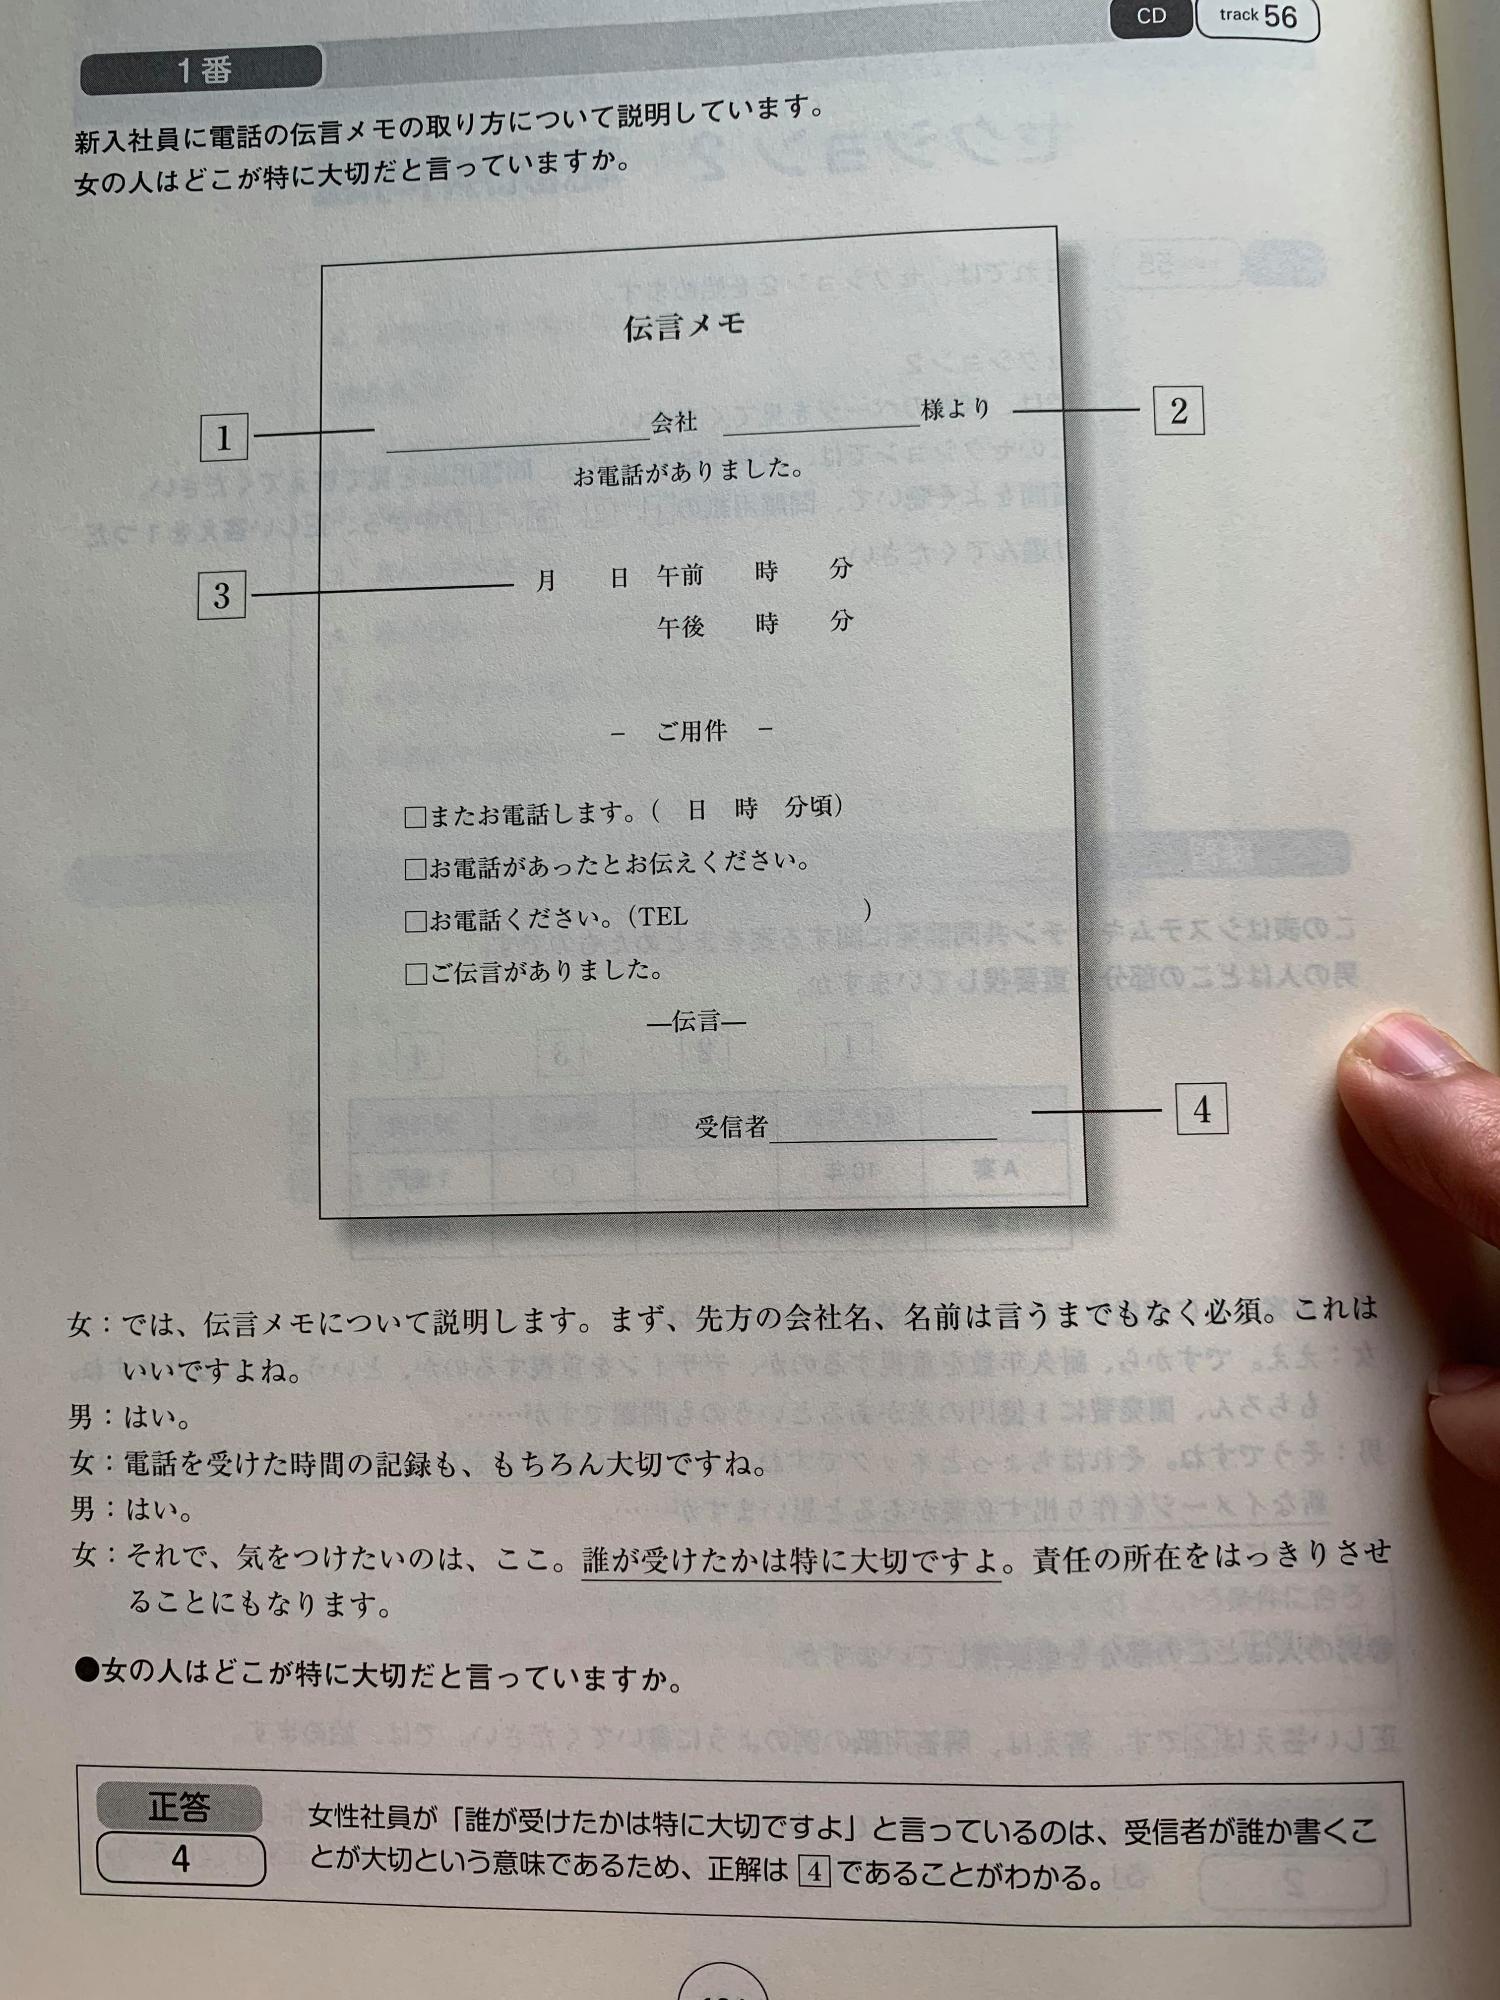 CD track 56
1番
新入社員に電話の伝言メモの取り方について説明しています。
女の人はどこが特に大切だと言っていますか。
伝言メモ
1 会社 様より 2
お電話がありました。
3 月 日 午前 時 分
午後 時 分
− ご用件 −
□またお電話します。( 日 時 分頃)
□お電話があったとお伝えください。
□お電話ください。(TEL )
□ご伝言がありました。
―伝言―
受信者 4
女：では、伝言メモについて説明します。まず、先方の会社名、名前は言うまでもなく必須。これは
いいですよね。
男：はい。
女：電話を受けた時間の記録も、もちろん大切ですね。
男：はい。
女：それで、気をつけたいのは、ここ。誰が受けたかは特に大切ですよ。責任の所在をはっきりさせ
ることにもなります。
●女の人はどこが特に大切だと言っていますか。
正答
4
女性社員が「誰が受けたかは特に大切ですよ」と言っているのは、受信者が誰か書くこ
とが大切という意味であるため、正解は 4 であることがわかる。